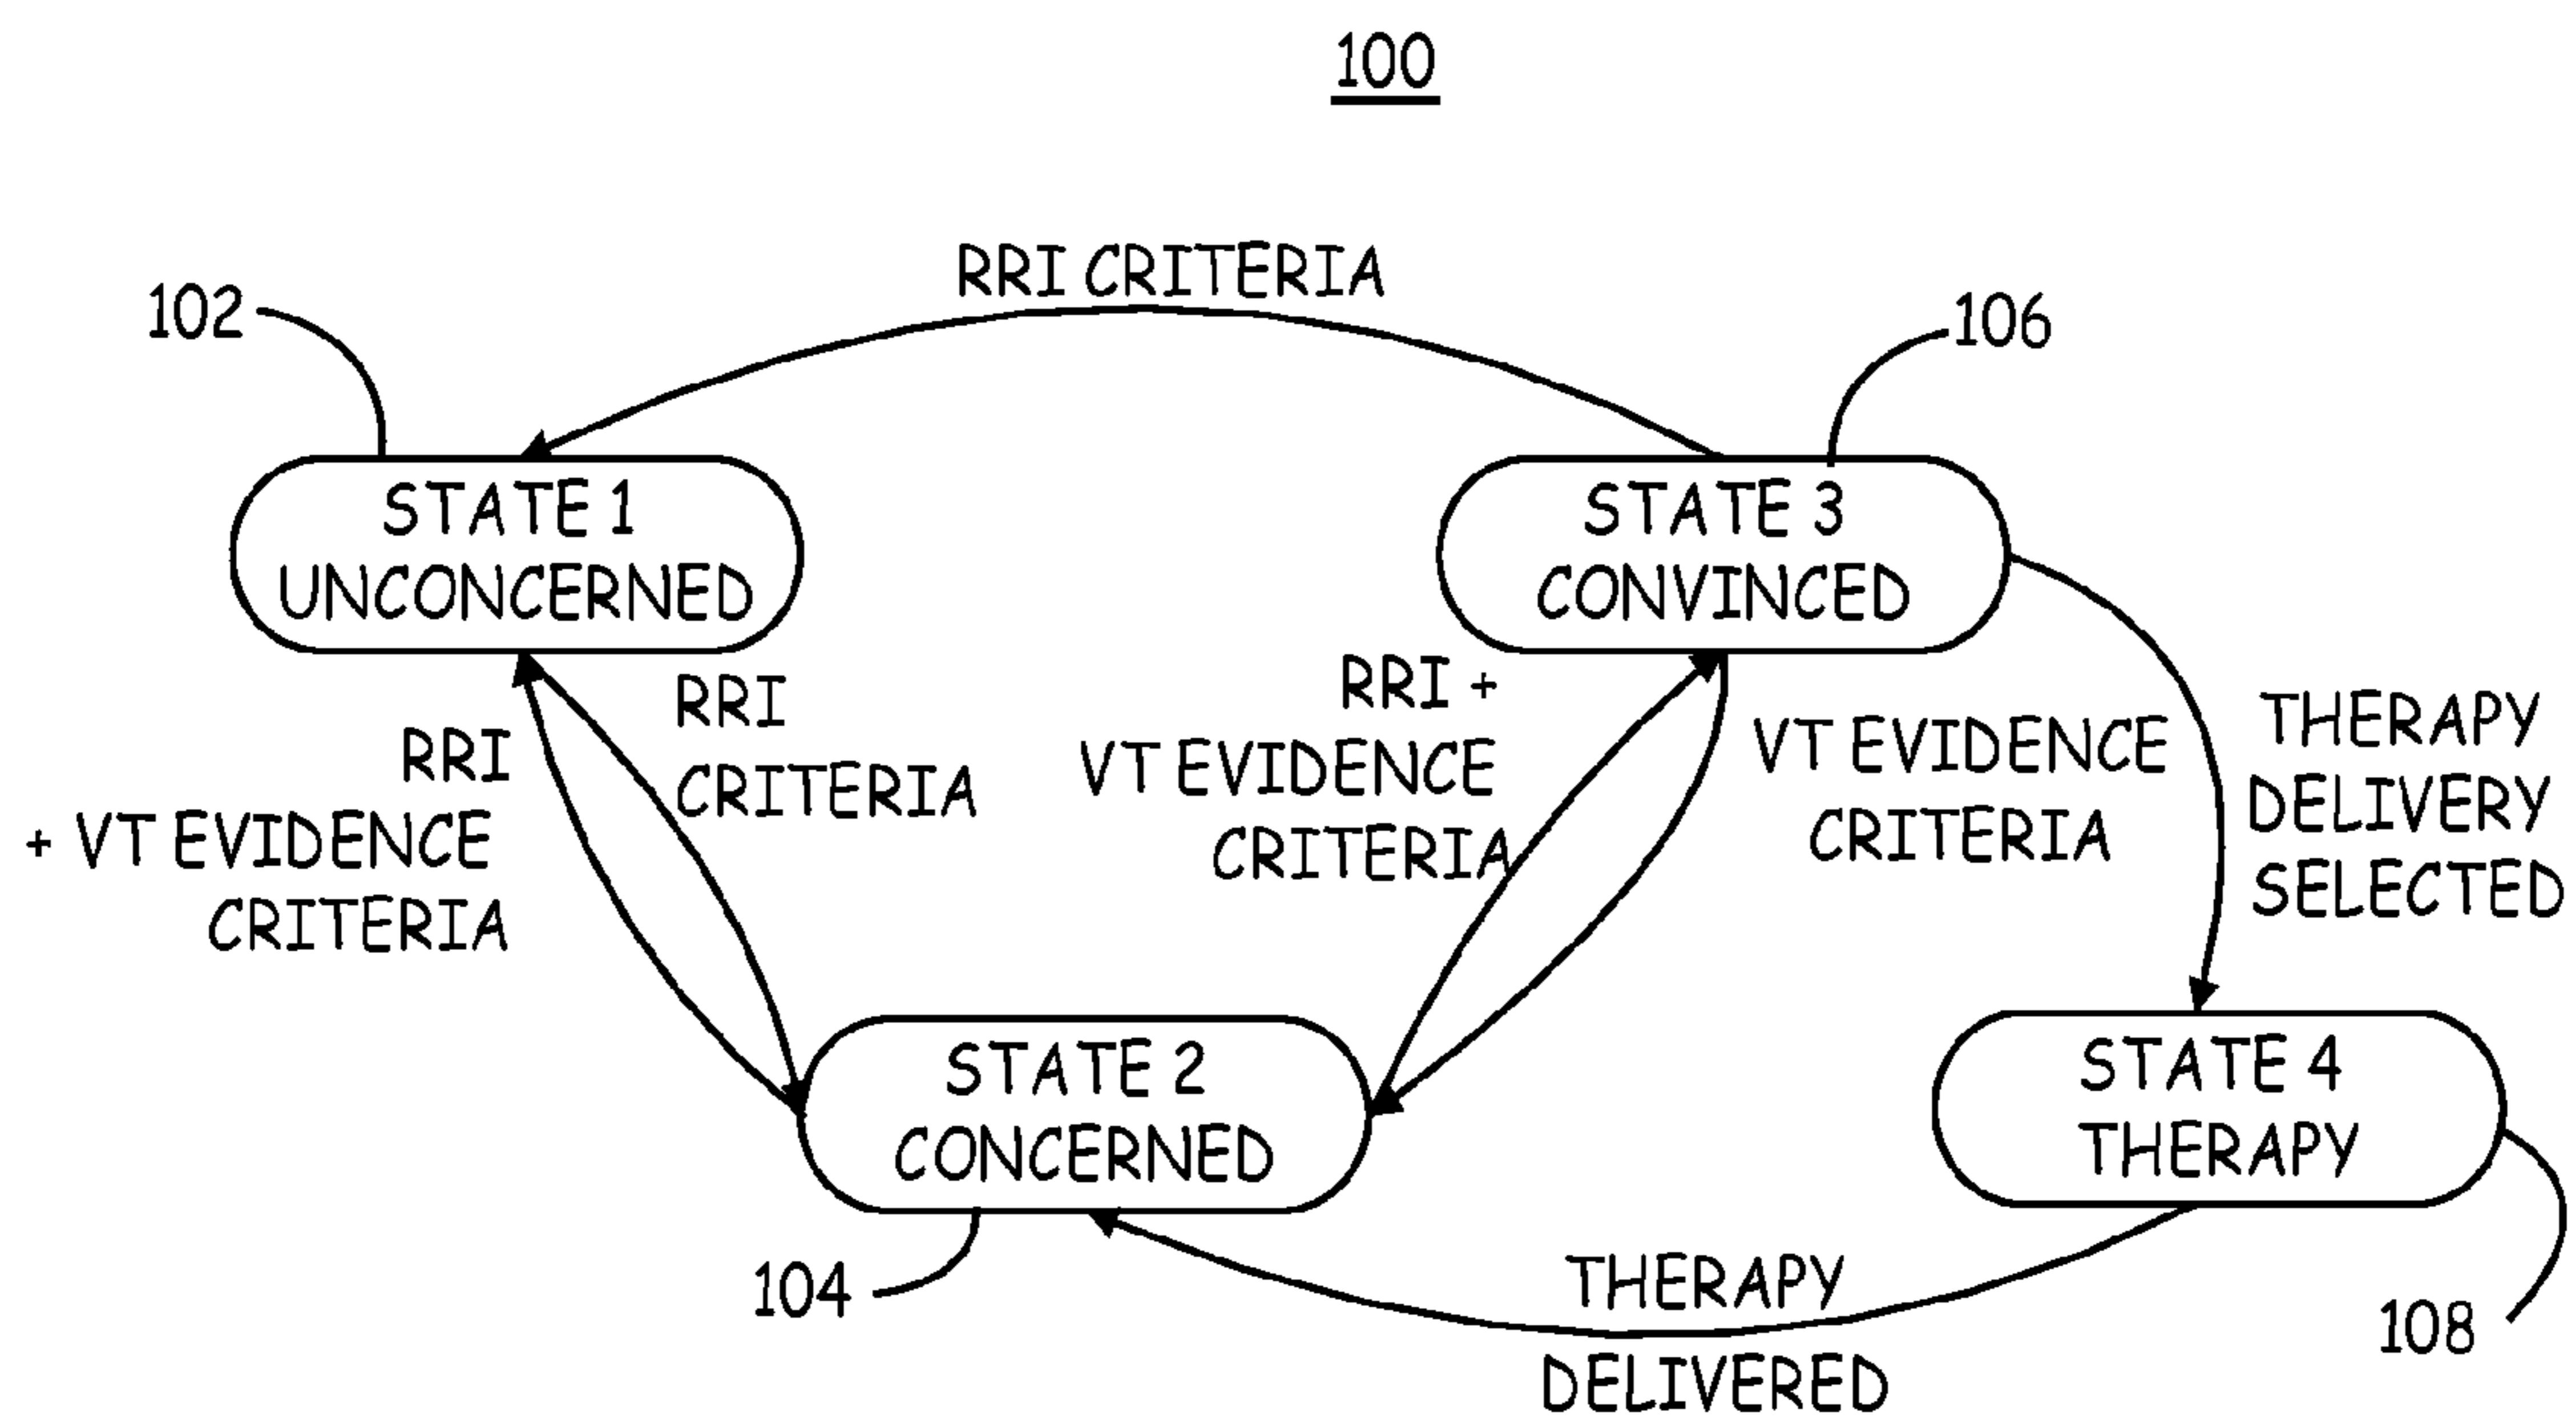 100
RRI CRITERIA
102
106
STATE 1
UNCONCERNED
STATE 3
CONVINCED
RRI
+ VT EVIDENCE
CRITERIA
RRI
CRITERIA
RRI +
VT EVIDENCE
CRITERIA
VT EVIDENCE
CRITERIA
THERAPY
DELIVERY
SELECTED
STATE 2
CONCERNED
STATE 4
THERAPY
104
THERAPY
DELIVERED
108